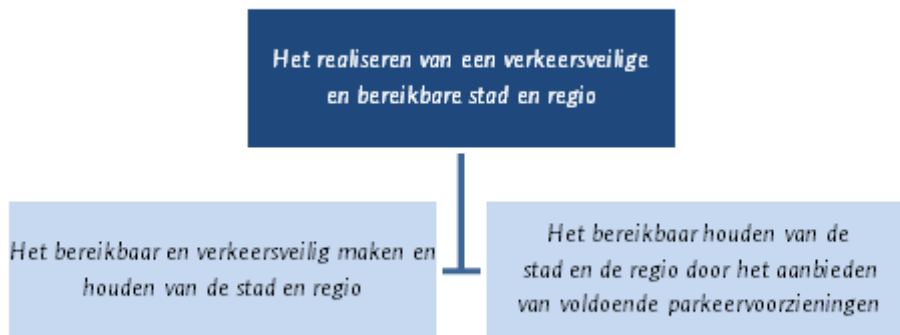 Het realiseren van een verkeersveilige
en bereikbare stad en regio
Het bereikbaar en verkeersveilig maken en
houden van de stad en regio
Het bereikbaar houden van de
stad en de regio door het aanbieden
van voldoende parkeervoorzieningen